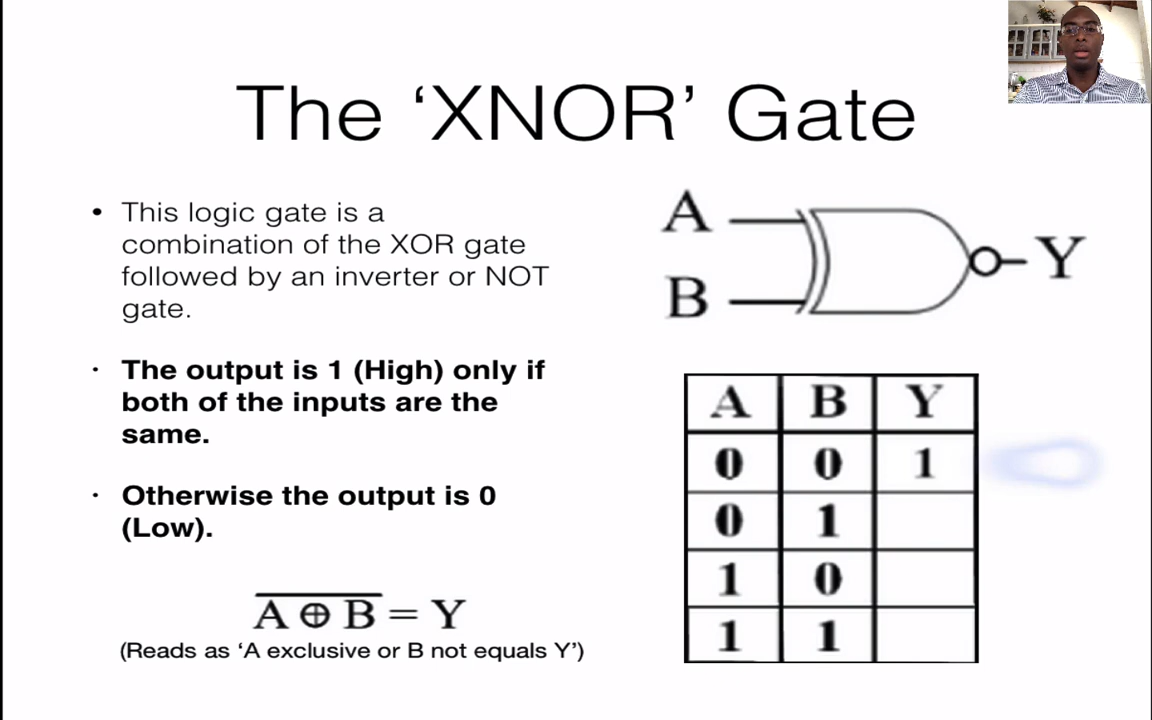 The ‘XNOR’ Gate
• This logic gate is a
combination of the XOR gate
followed by an inverter or NOT
gate.
· The output is 1 (High) only if
both of the inputs are the
same.
· Otherwise the output is 0
(Low).
A ⊕ B = Y
(Reads as ‘A exclusive or B not equals Y’)
A
B
Y
A B Y
0 0 1
0 1
1 0
1 1